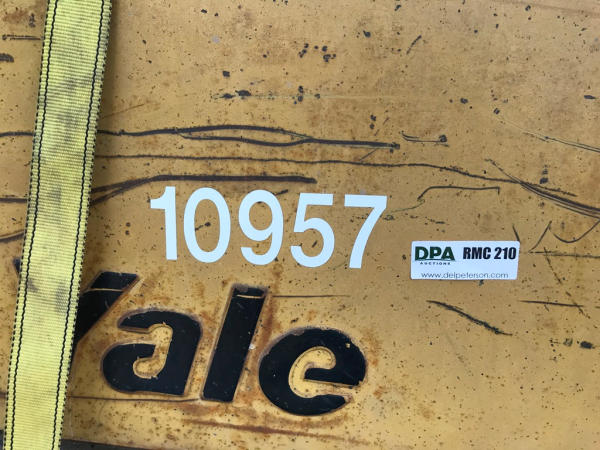 10957
DPA RMC 210
AUCTIONS
www.delpeterson.com
Yale